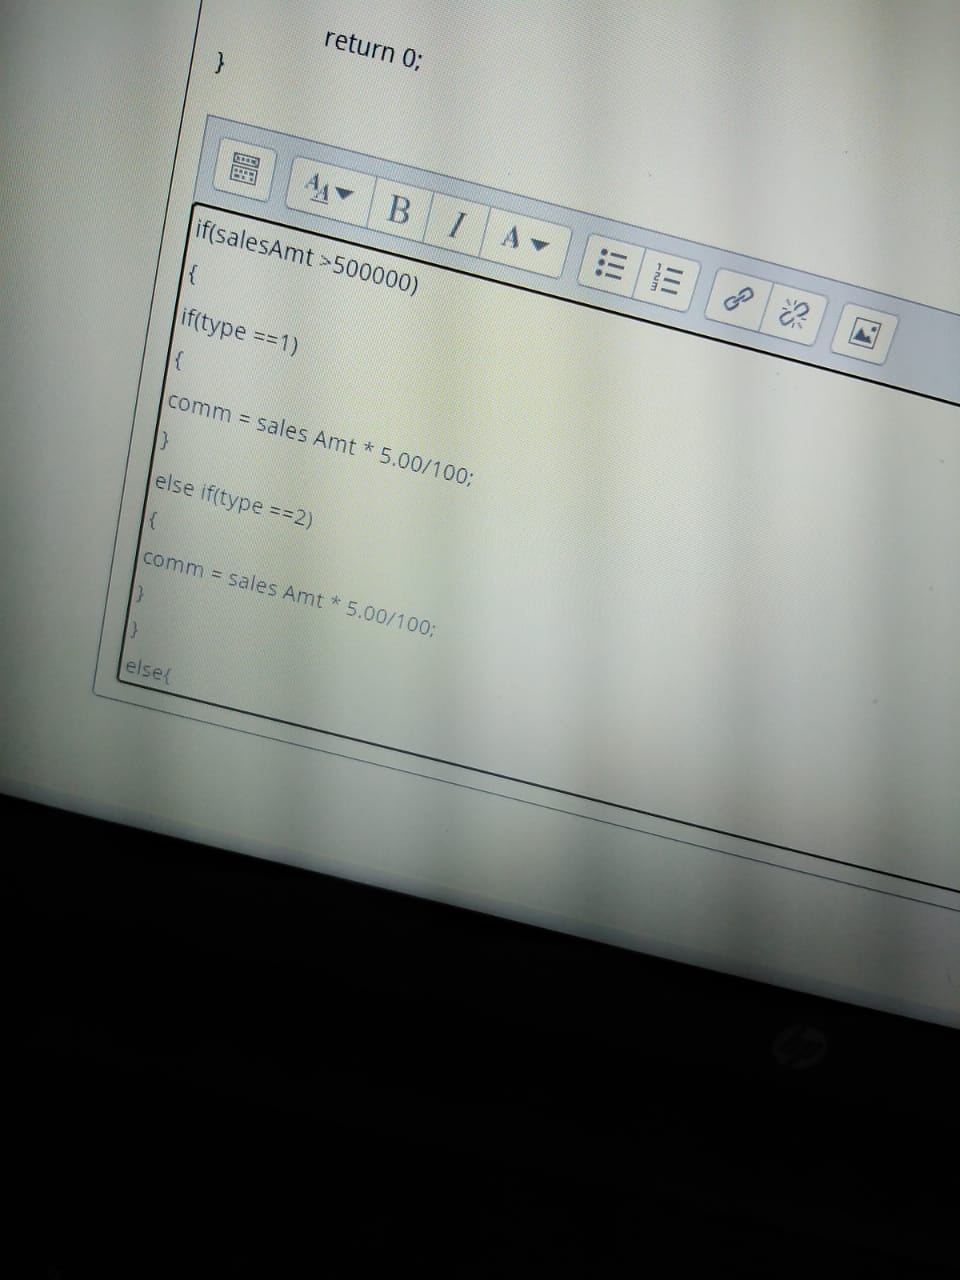 return 0;
}
if(salesAmt >500000)
{
if(type ==1)
{
comm = sales Amt * 5.00/100;
}
else if(type ==2)
{
comm = sales Amt * 5.00/100;
}
}
else{
hp